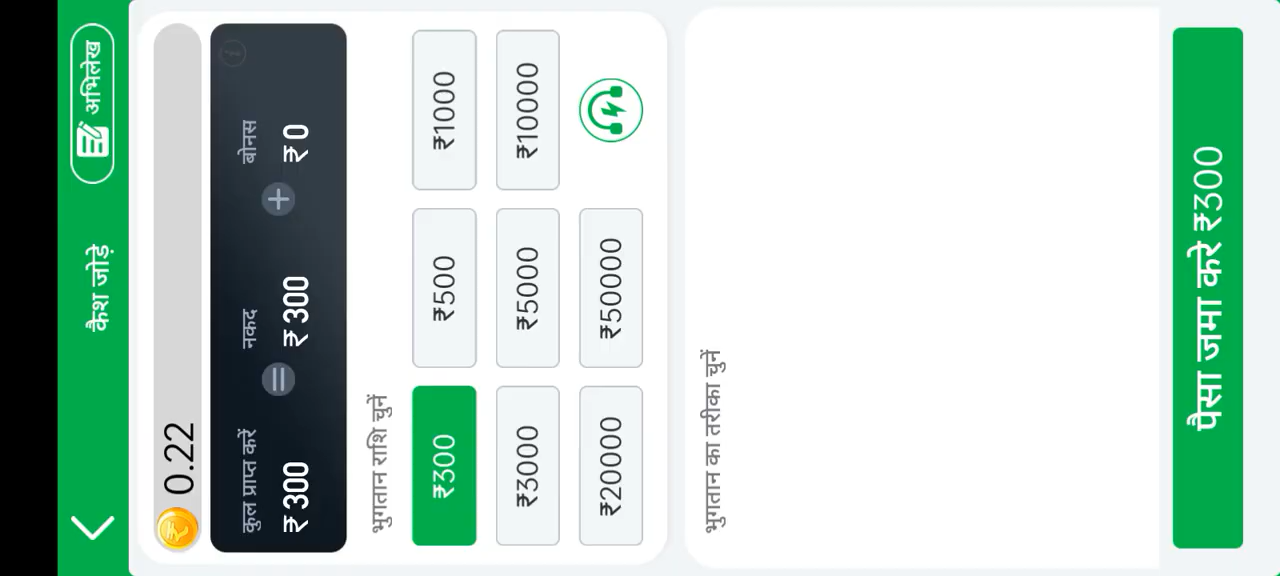 कैश जोड़े
अभिलेख
0.22
कुल प्राप्त करें
₹ 300
नकद
₹ 300
बोनस
₹ 0
भुगतान राशि चुनें
₹300
₹500
₹1000
₹3000
₹5000
₹10000
₹20000
₹50000
भुगतान का तरीका चुनें
पैसा जमा करे ₹300